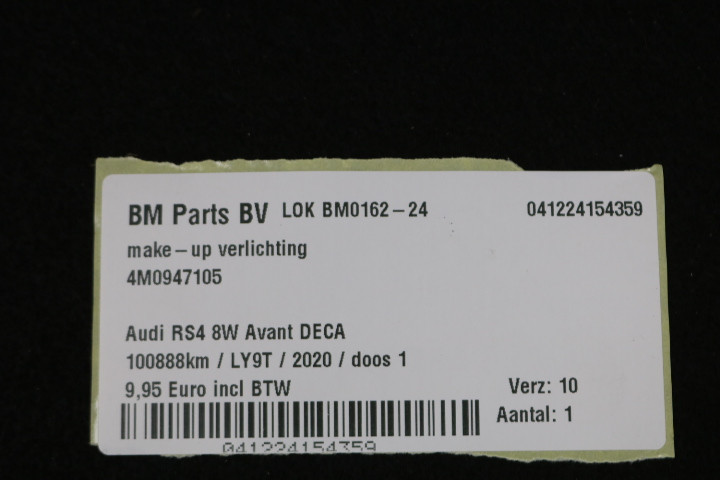 BM Parts BV LOK BM0162-24 041224154359
make-up verlichting
4M0947105
Audi RS4 8W Avant DECA
100888km / LY9T / 2020 / doos 1
9,95 Euro incl BTW Verz: 10
Aantal: 1
041224154359